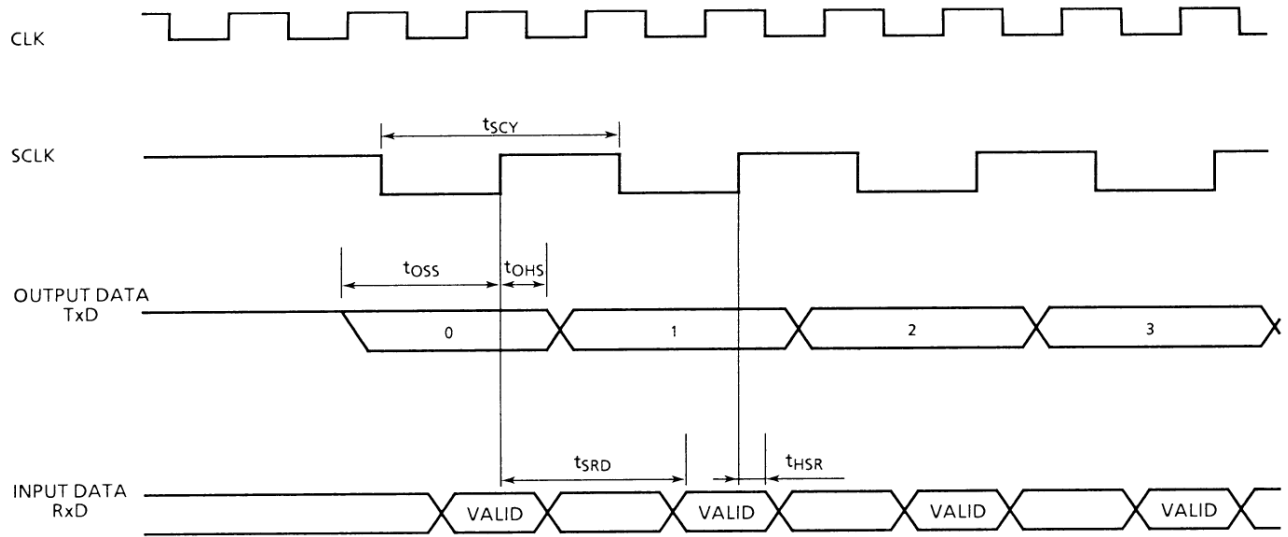 CLK
tSCY
SCLK
tOSS
tOHS
OUTPUT DATA
TxD
0
1
2
3
tSRD
tHSR
INPUT DATA
RxD
VALID
VALID
VALID
VALID